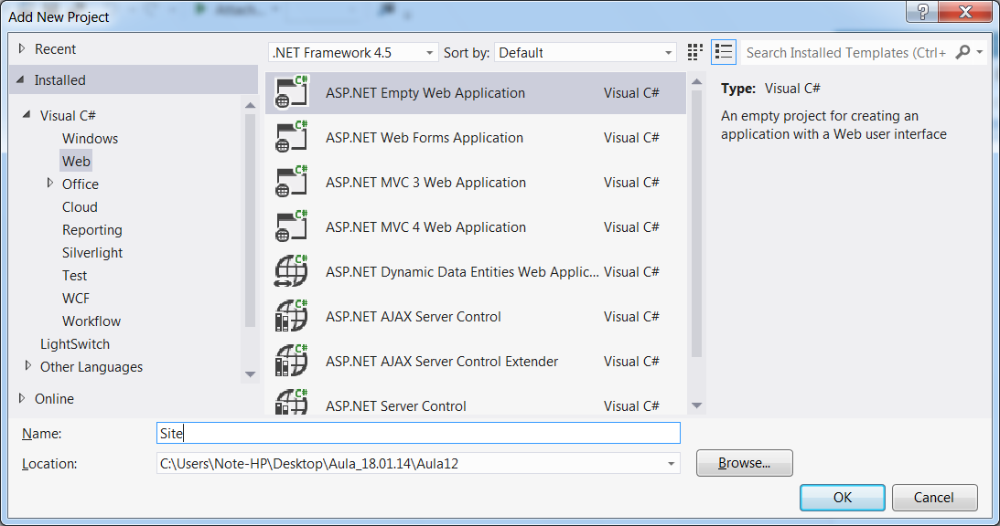 Add New Project
Recent
Installed
Visual C#
Windows
Web
Office
Cloud
Reporting
Silverlight
Test
WCF
Workflow
LightSwitch
Other Languages
Online
.NET Framework 4.5 Sort by: Default
Search Installed Templates (Ctrl+
ASP.NET Empty Web Application Visual C#
ASP.NET Web Forms Application Visual C#
ASP.NET MVC 3 Web Application Visual C#
ASP.NET MVC 4 Web Application Visual C#
ASP.NET Dynamic Data Entities Web Applic... Visual C#
ASP.NET AJAX Server Control Visual C#
ASP.NET AJAX Server Control Extender Visual C#
ASP.NET Server Control Visual C#
Type: Visual C#
An empty project for creating an
application with a Web user interface
Name: Site
Location: C:\Users\Note-HP\Desktop\Aula_18.01.14\Aula12
Browse...
OK Cancel